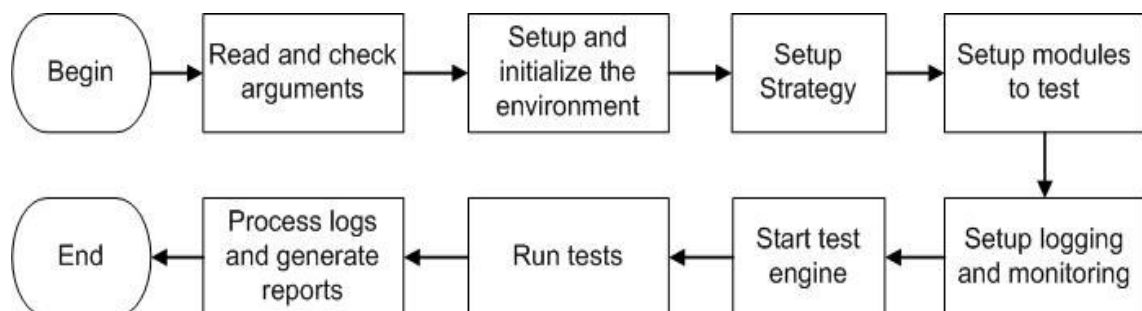 Begin
Read and check
arguments
Setup and
initialize the
environment
Setup
Strategy
Setup modules
to test
Setup logging
and monitoring
Start test
engine
Run tests
Process logs
and generate
reports
End